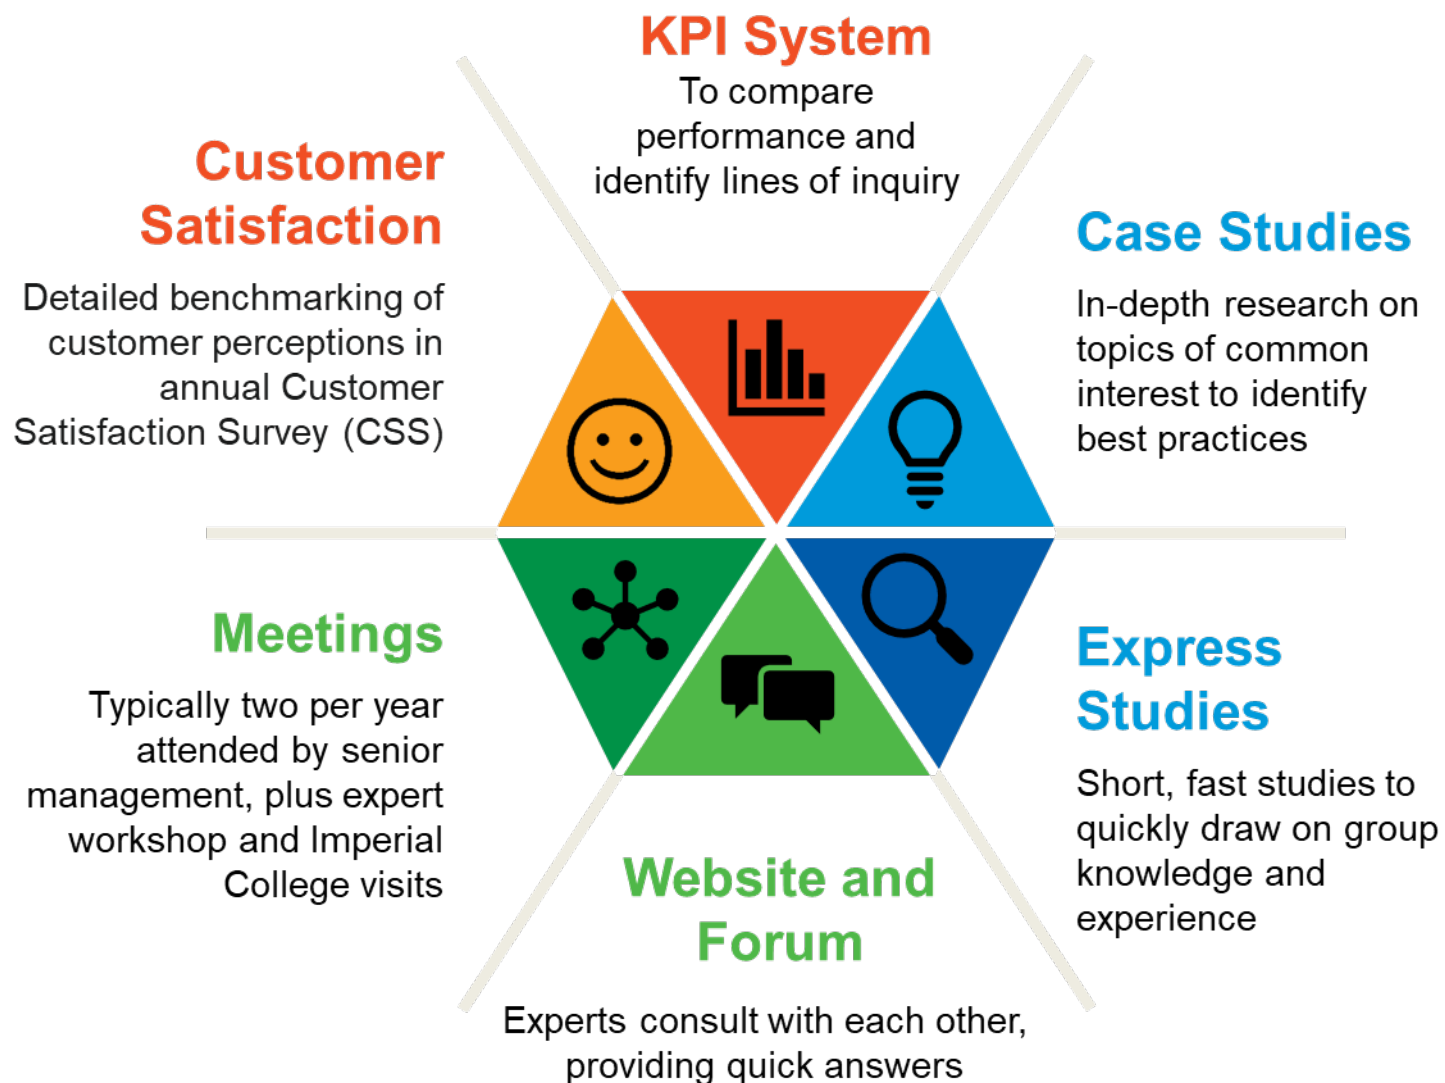 KPI System
To compare
performance and
identify lines of inquiry
Customer
Satisfaction
Detailed benchmarking of
customer perceptions in
annual Customer
Satisfaction Survey (CSS)
Case Studies
In-depth research on
topics of common
interest to identify
best practices
Meetings
Typically two per year
attended by senior
management, plus expert
workshop and Imperial
College visits
Express
Studies
Short, fast studies to
quickly draw on group
knowledge and
experience
Website and
Forum
Experts consult with each other,
providing quick answers